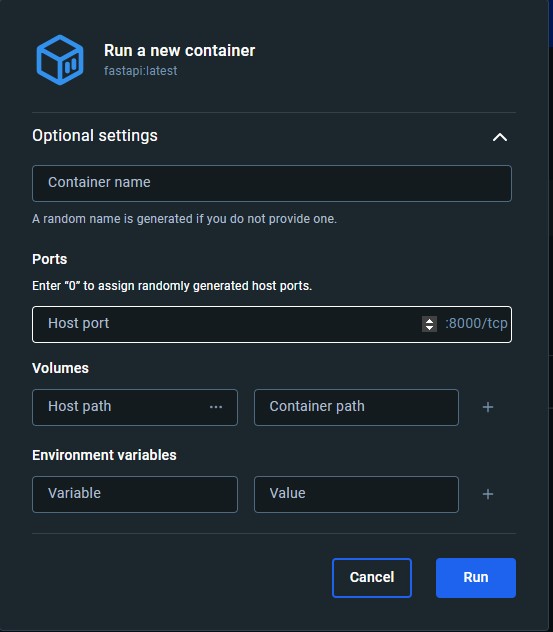 Run a new container
fastapi:latest
Optional settings
Container name
A random name is generated if you do not provide one.
Ports
Enter “0” to assign randomly generated host ports.
Host port :8000/tcp
Volumes
Host path ··· Container path +
Environment variables
Variable Value +
Cancel Run